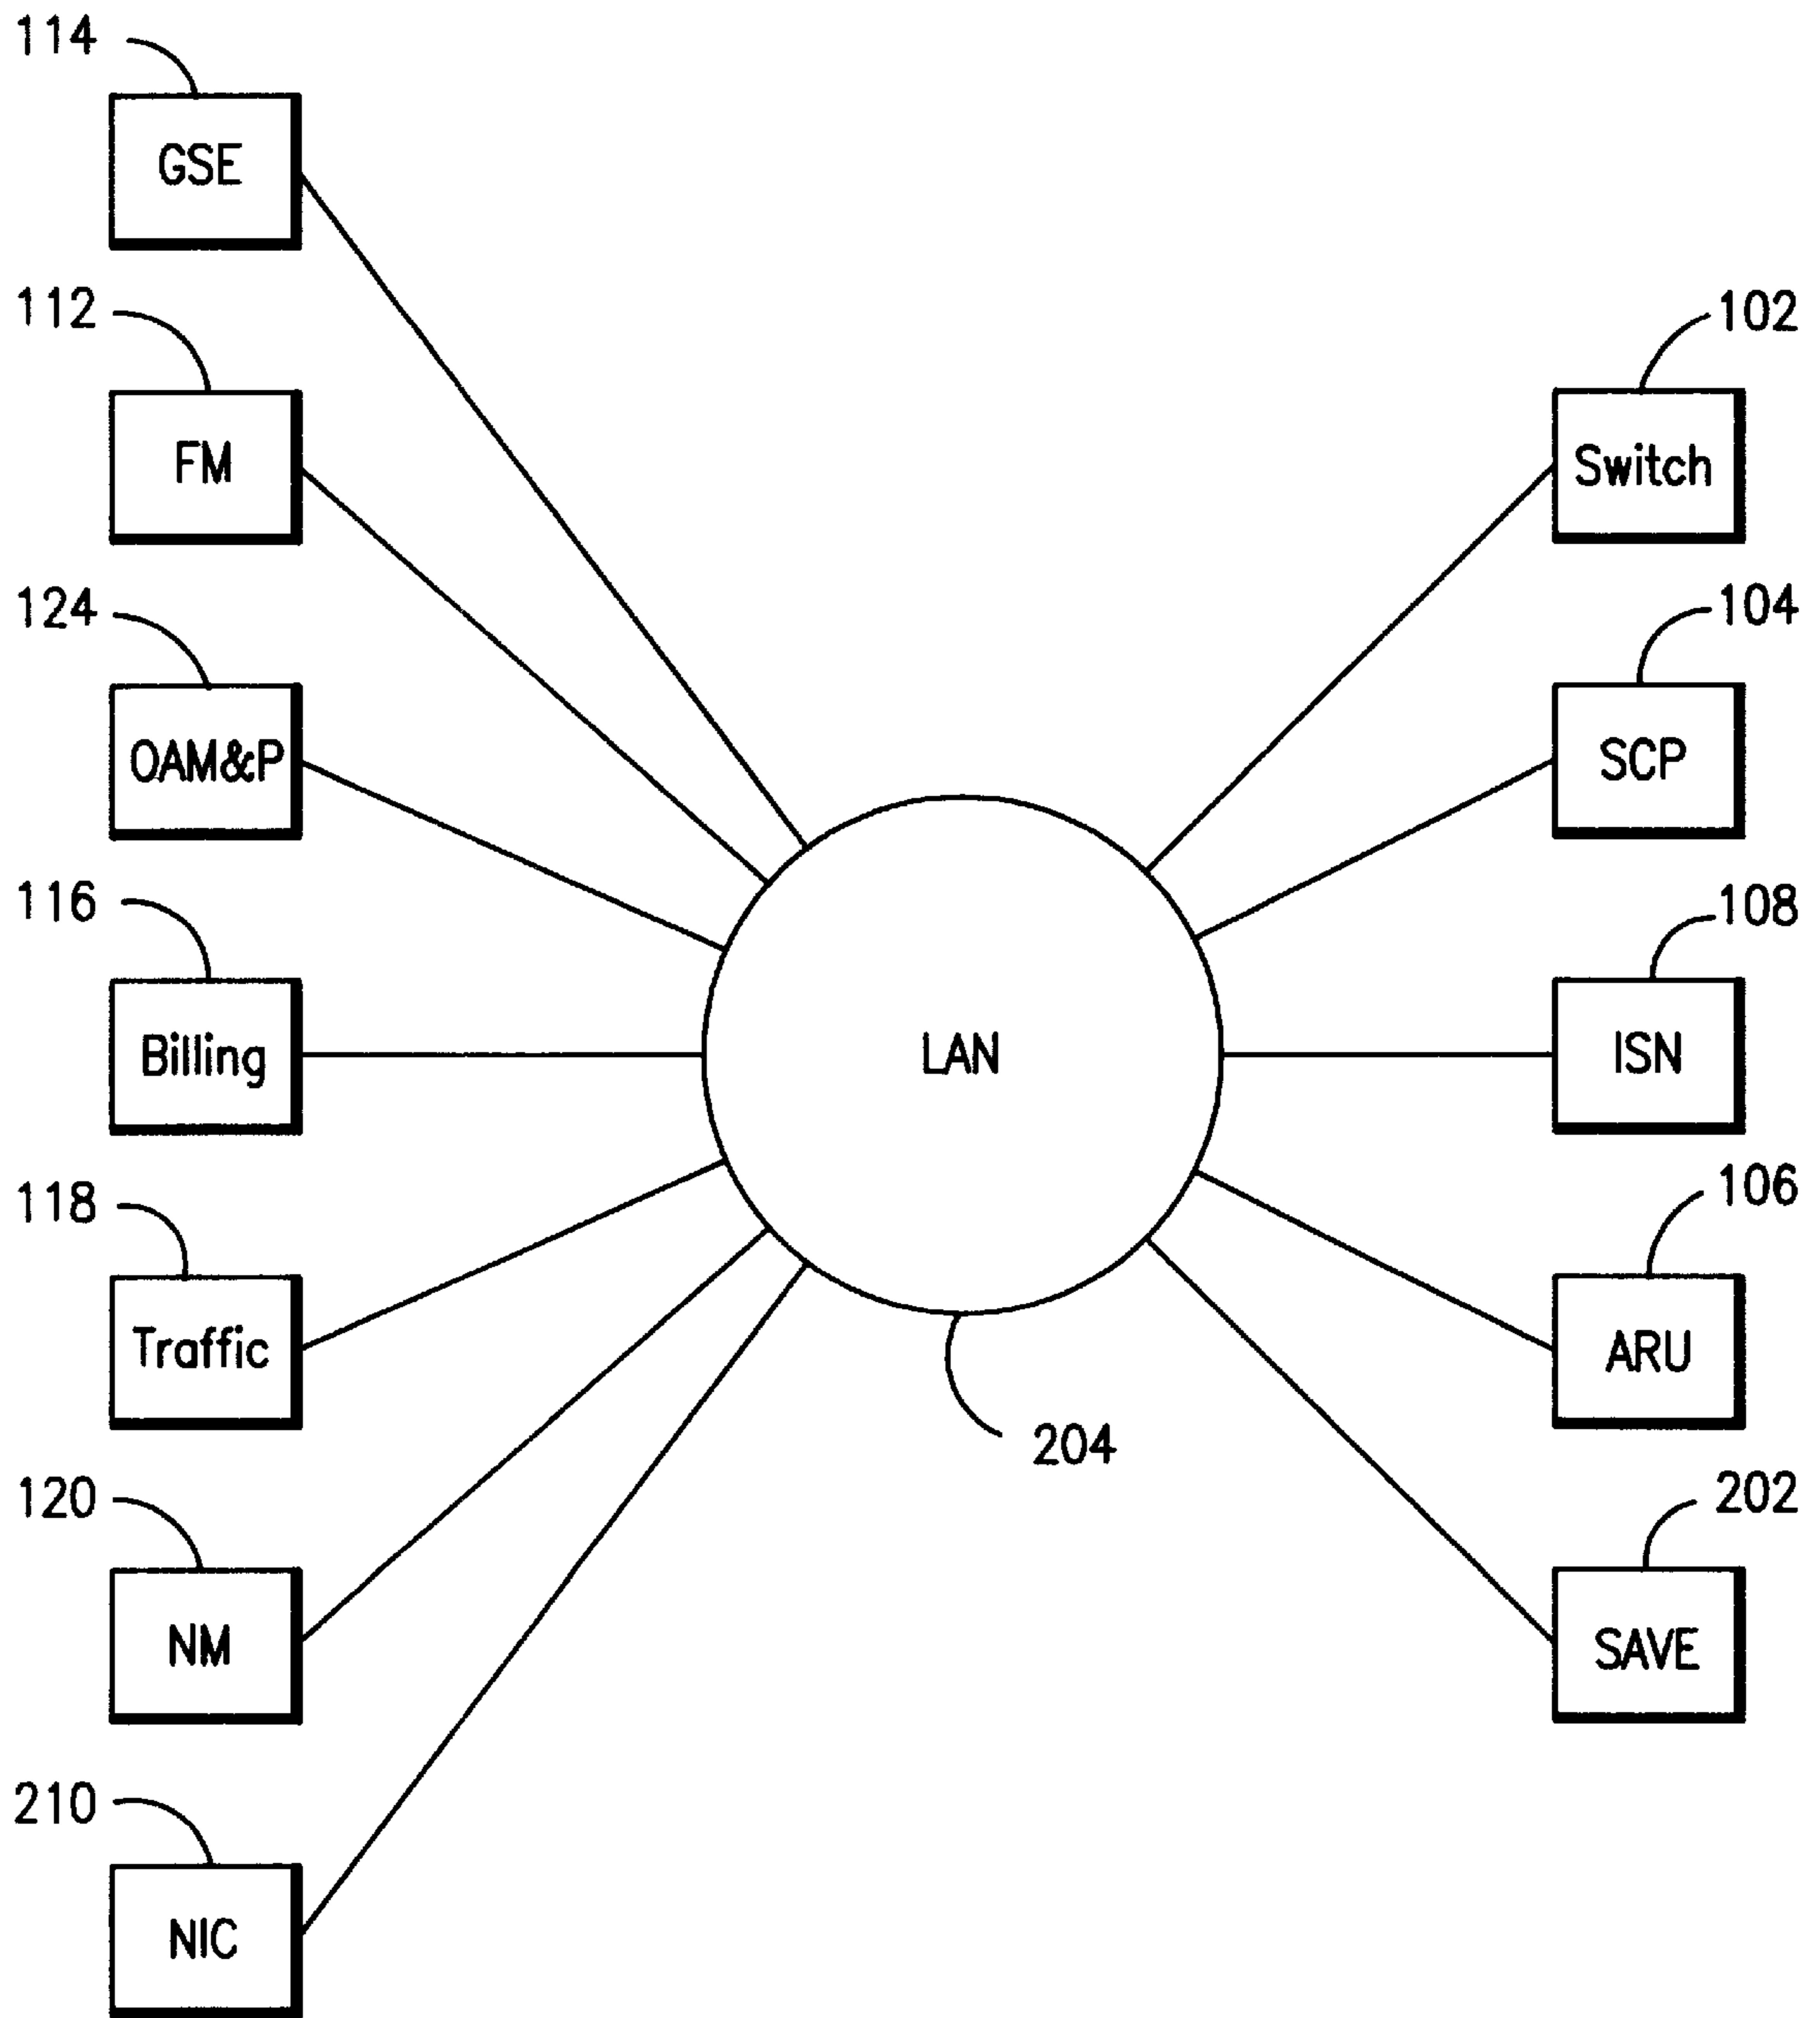 114
GSE
112
FM
102
Switch
124
OAM&P
104
SCP
116
Billing
LAN
108
ISN
118
Traffic
106
ARU
204
120
NM
202
SAVE
210
NIC